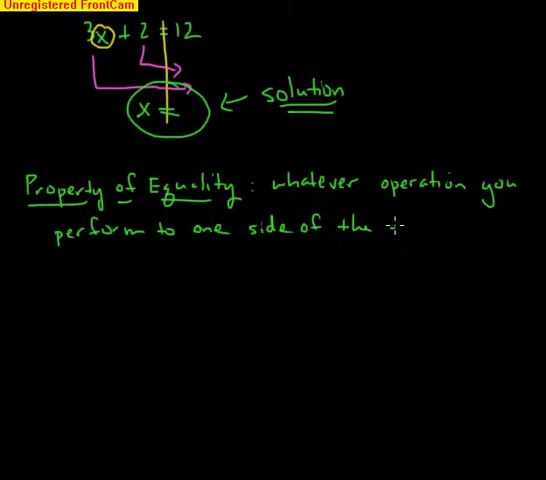 Unregistered FrontCam
3x + 2 = 12
x =
solution
Property of Equality : whatever operation you
perform to one side of the